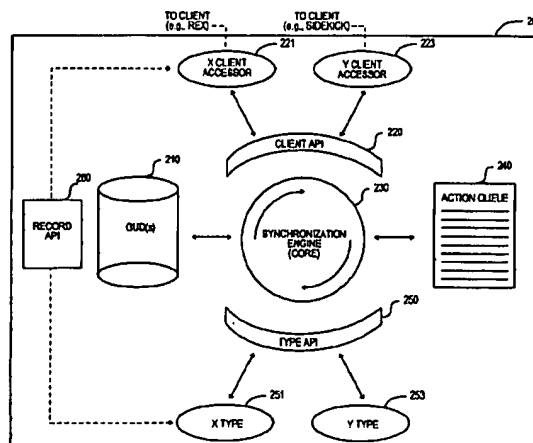 TO CLIENT
(e.g., REX)
TO CLIENT
(e.g., SIDEKICK)
221
223
X CLIENT
ACCESSOR
Y CLIENT
ACCESSOR
220
CLIENT API
210
230
240
260
ACTION QUEUE
RECORD
API
GUD(s)
SYNCHRONIZATION
ENGINE
(CORE)
250
TYPE API
251
253
X TYPE
Y TYPE